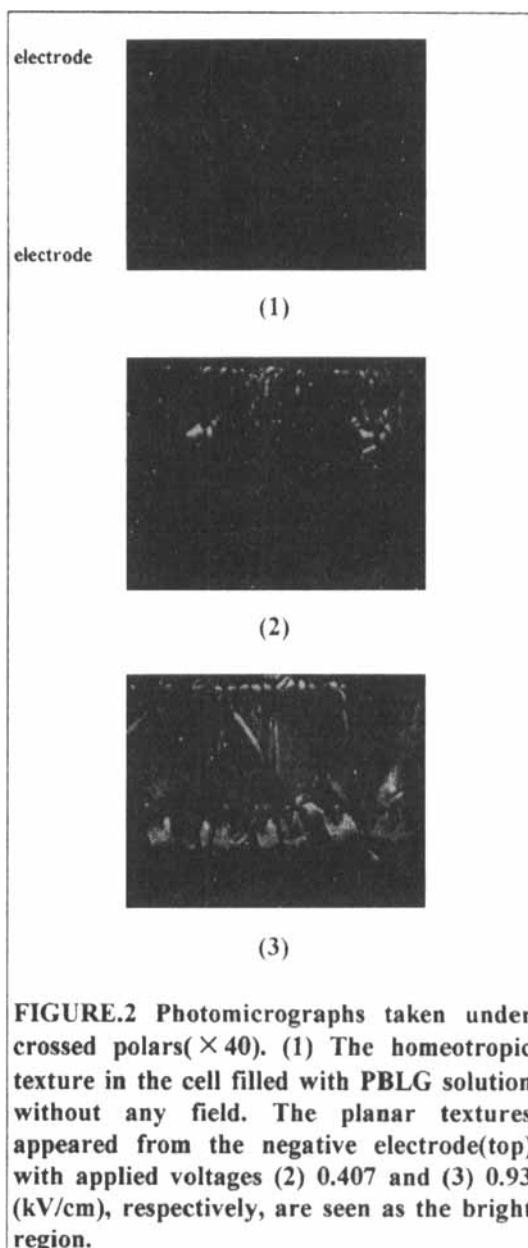 electrode
electrode
(1)
(2)
(3)
FIGURE.2 Photomicrographs taken under
crossed polars(×40). (1) The homeotropic
texture in the cell filled with PBLG solution
without any field. The planar textures
appeared from the negative electrode(top)
with applied voltages (2) 0.407 and (3) 0.93
(kV/cm), respectively, are seen as the bright
region.